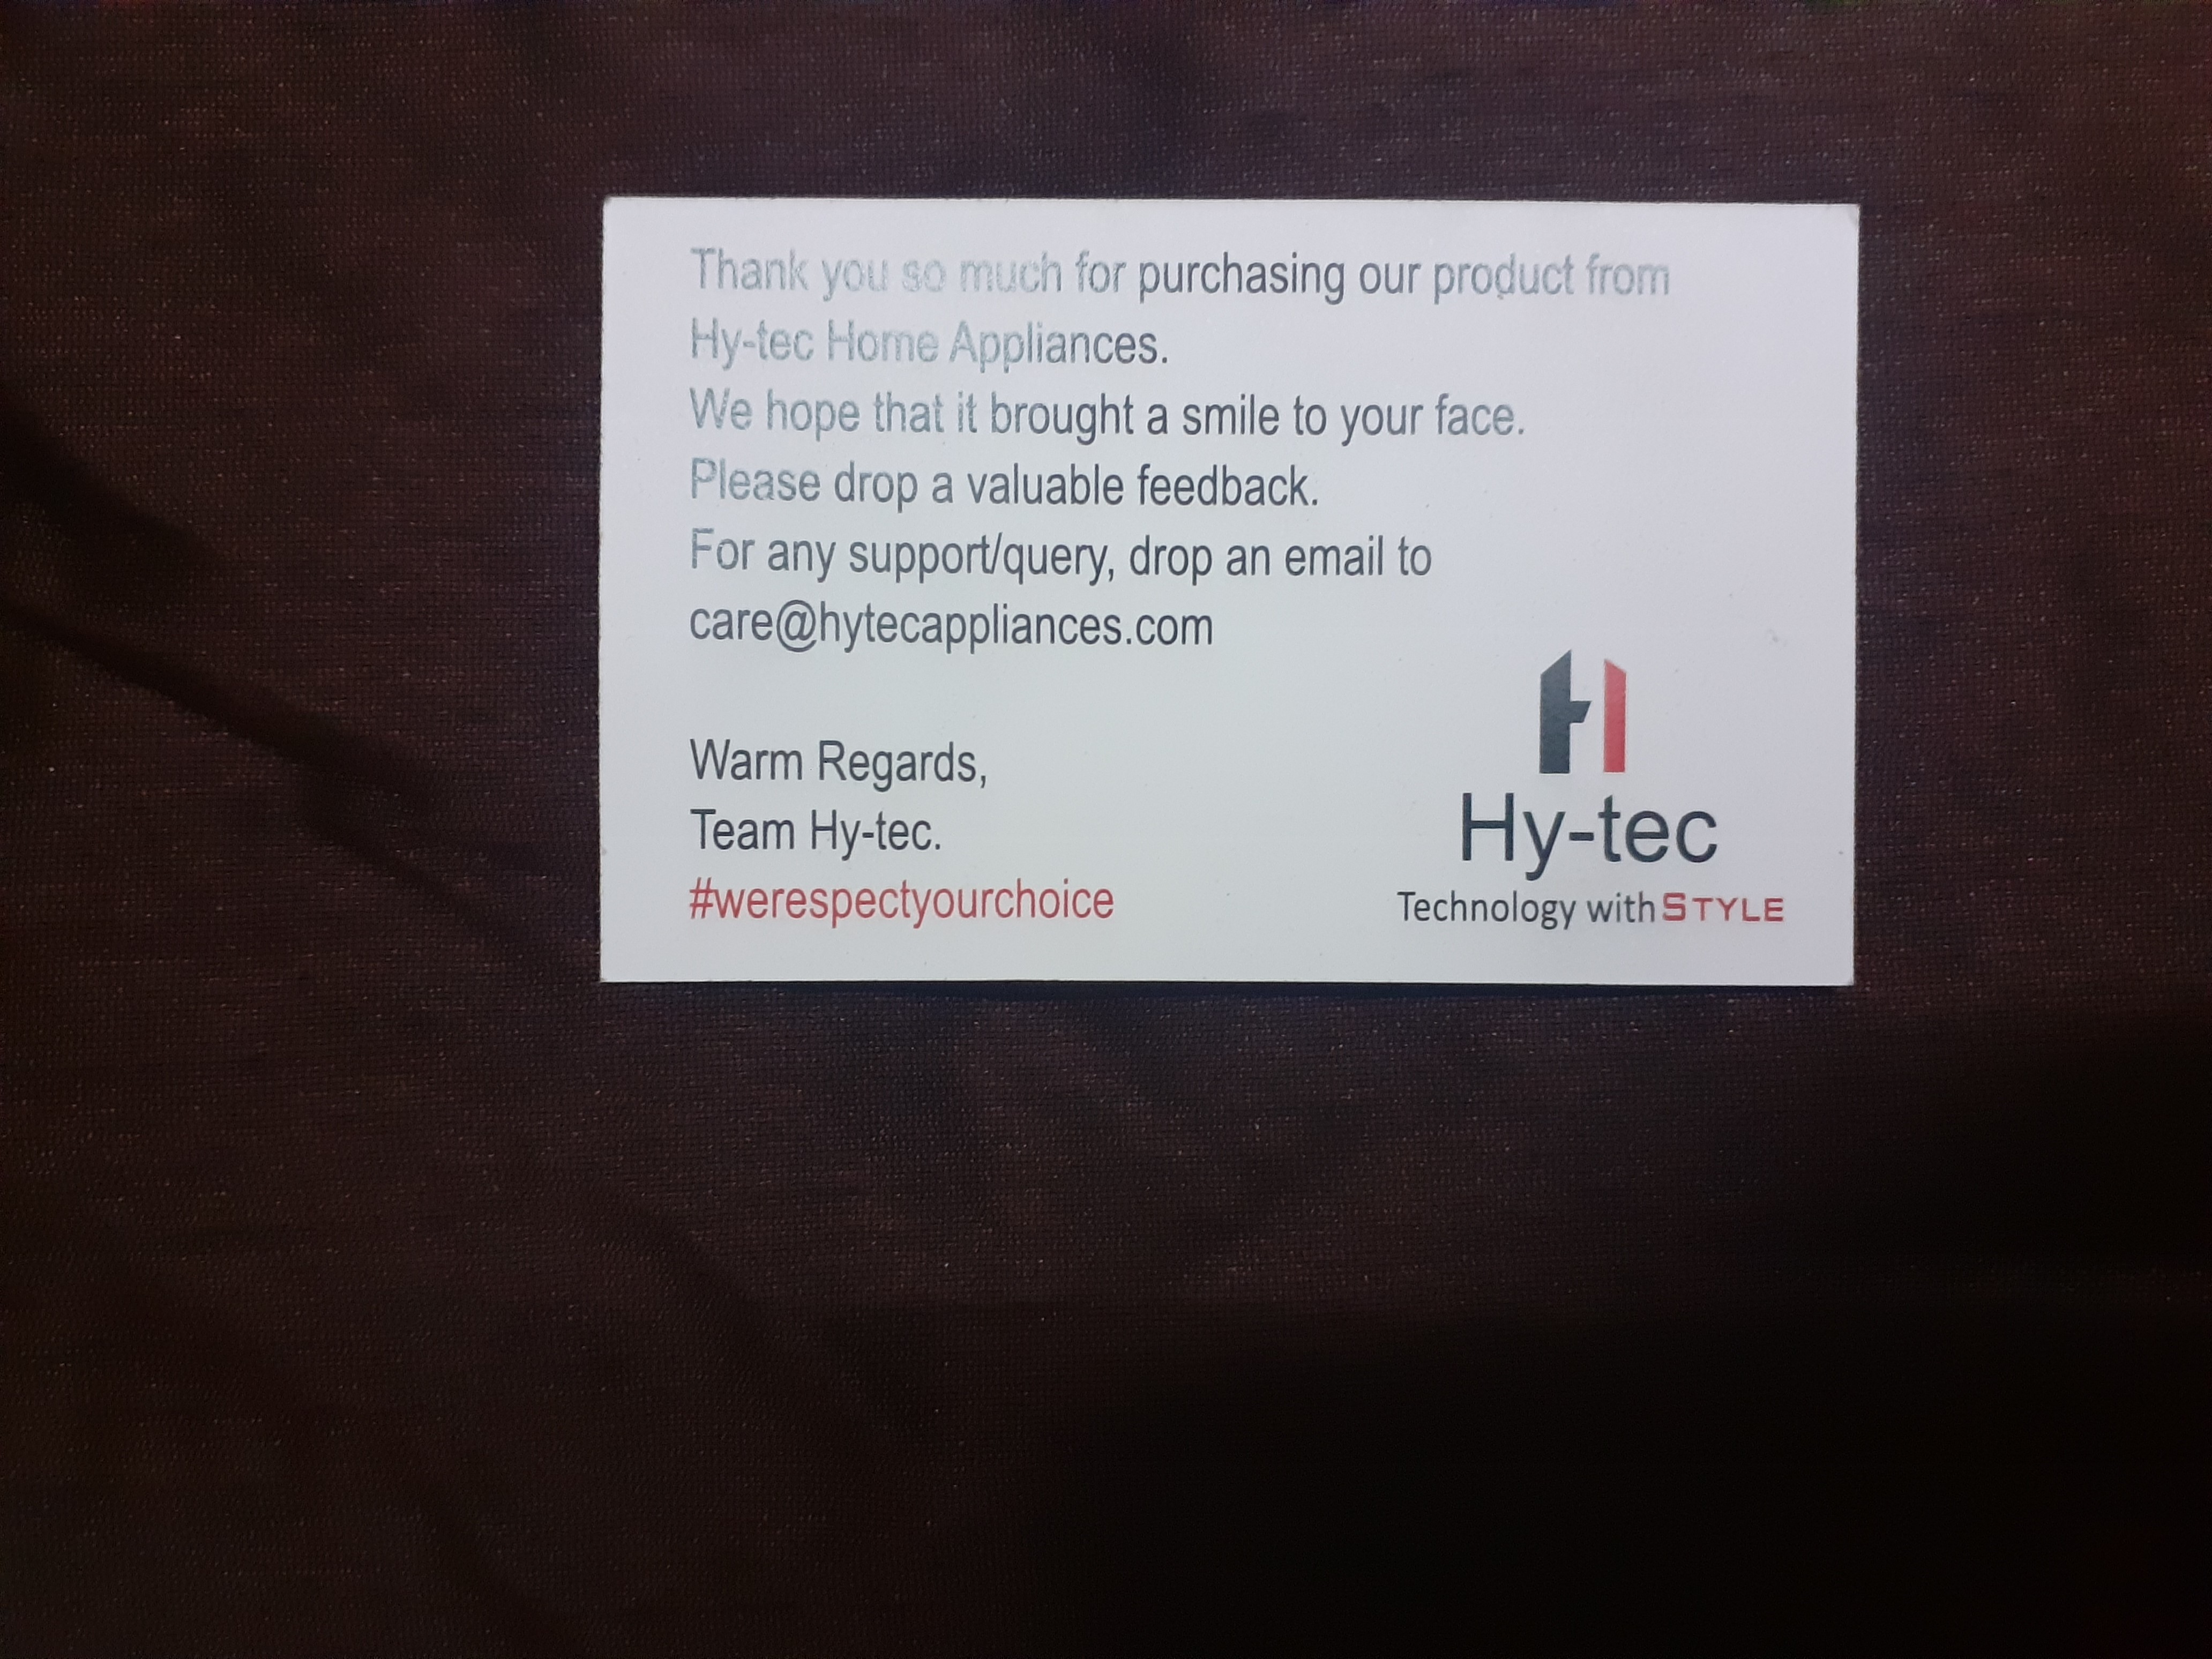 Thank you so much for purchasing our product from
Hy-tec Home Appliances.
We hope that it brought a smile to your face.
Please drop a valuable feedback.
For any support/query, drop an email to
care@hytecappliances.com
Warm Regards,
Team Hy-tec.
#werespectyourchoice
Hy-tec
Technology with STYLE